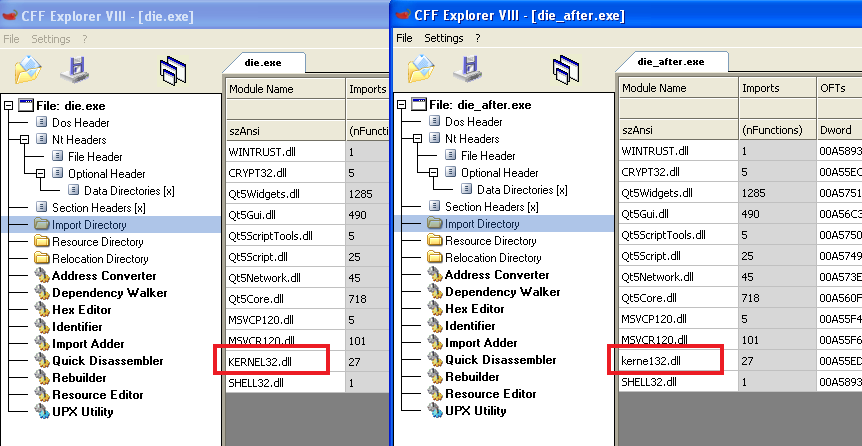 CFF Explorer VIII - [die.exe]
File Settings ?
die.exe
File: die.exe
Dos Header
Nt Headers
File Header
Optional Header
Data Directories [x]
Section Headers [x]
Import Directory
Resource Directory
Relocation Directory
Address Converter
Dependency Walker
Hex Editor
Identifier
Import Adder
Quick Disassembler
Rebuilder
Resource Editor
UPX Utility
Module Name Imports
szAnsi (nFunctio
WINTRUST.dll 1
CRYPT32.dll 5
Qt5Widgets.dll 1285
Qt5Gui.dll 490
Qt5ScriptTools.dll 5
Qt5Script.dll 25
Qt5Network.dll 45
Qt5Core.dll 718
MSVCP120.dll 5
MSVCR120.dll 101
KERNEL32.dll 27
SHELL32.dll 1
CFF Explorer VIII - [die_after.exe]
File Settings ?
die_after.exe
File: die_after.exe
Dos Header
Nt Headers
File Header
Optional Header
Data Directories [x]
Section Headers [x]
Import Directory
Resource Directory
Relocation Directory
Address Converter
Dependency Walker
Hex Editor
Identifier
Import Adder
Quick Disassembler
Rebuilder
Resource Editor
UPX Utility
Module Name Imports OFTs
szAnsi (nFunctions) Dword
WINTRUST.dll 1 00A5893
CRYPT32.dll 5 00A55EC
Qt5Widgets.dll 1285 00A5751
Qt5Gui.dll 490 00A56C3
Qt5ScriptTools.dll 5 00A5750
Qt5Script.dll 25 00A5749
Qt5Network.dll 45 00A573E
Qt5Core.dll 718 00A560F
MSVCP120.dll 5 00A55F4
MSVCR120.dll 101 00A55F6
kerne132.dll 27 00A55ED
SHELL32.dll 1 00A5893